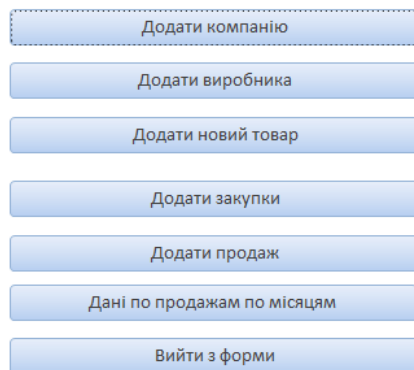 Додати компанію
Додати виробника
Додати новий товар
Додати закупки
Додати продаж
Дані по продажам по місяцям
Вийти з форми